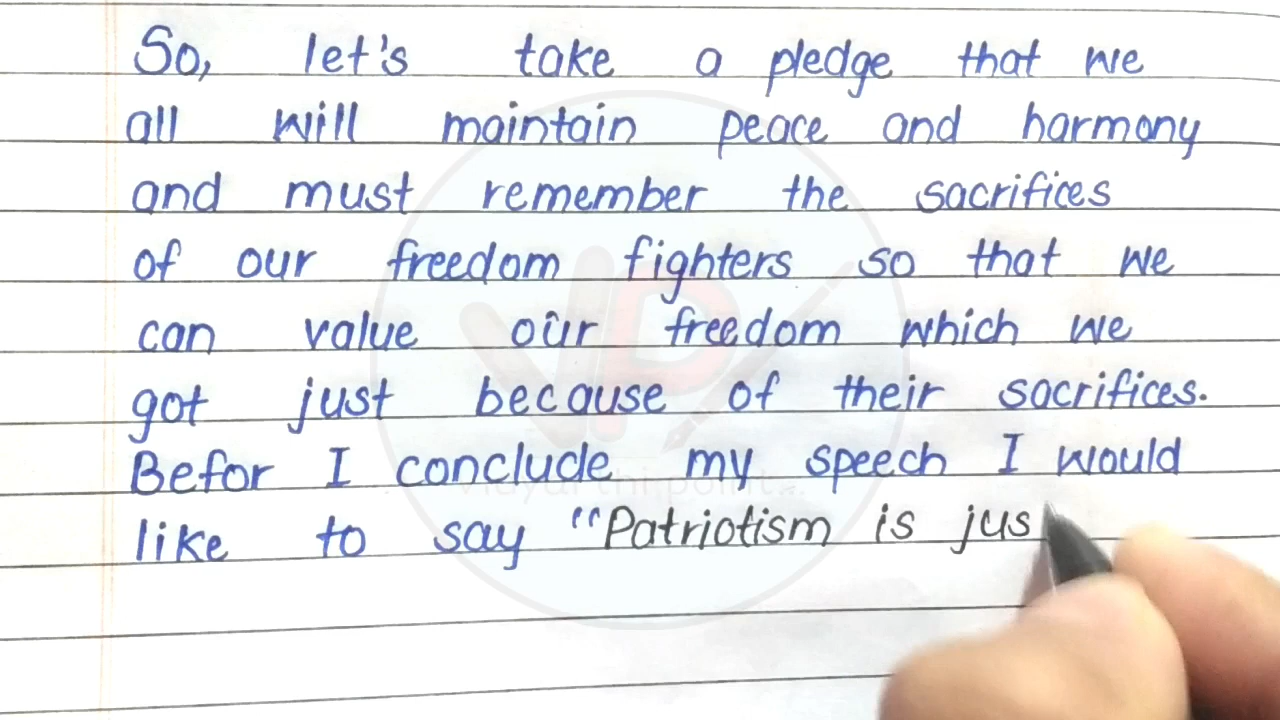 So, let's take a pledge that we
all will maintain peace and harmony
and must remember the sacrifices
of our freedom fighters so that we
can value our freedom which we
got just because of their sacrifices.
Befor I conclude my speech I would
like to say "Patriotism is jus